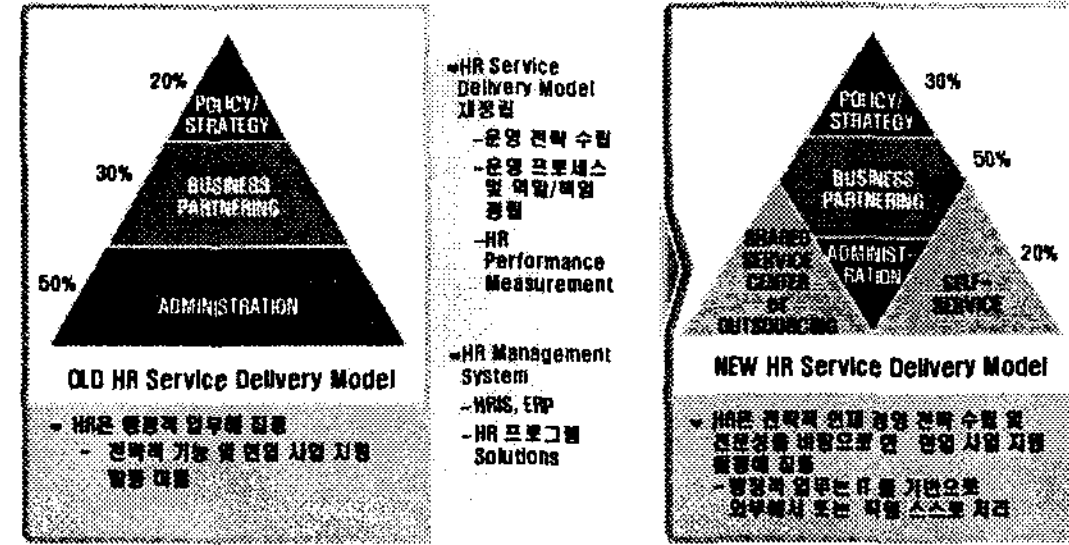 20%
POLICY/
STRATEGY
30%
BUSINESS
PARTNERING
50%
ADMINISTRATION
OLD HR Service Delivery Model
HR은 행정적 업무에 집중
- 전략적 기능 및 현업 사업 지원
활동 미흡
HR Service
Delivery Model
재정립
-운영 전략 수립
-운영 프로세스
및 역할/책임
정립
-HR
Performance
Measurement
HR Management
System
-HRIS, ERP
-HR 프로그램
Solutions
30%
POLICY/
STRATEGY
50%
BUSINESS
PARTNERING
20%
ADMINIST-
RATION
SHARED
SERVICE
CENTER
or
OUTSOURCING
SELF-
SERVICE
NEW HR Service Delivery Model
HR은 전략적 인재 경영 전략 수립 및
전문성을 바탕으로 한 현업 사업 지원
활동에 집중
- 행정적 업무는 IT를 기반으로
외부에서 또는 직원 스스로 처리